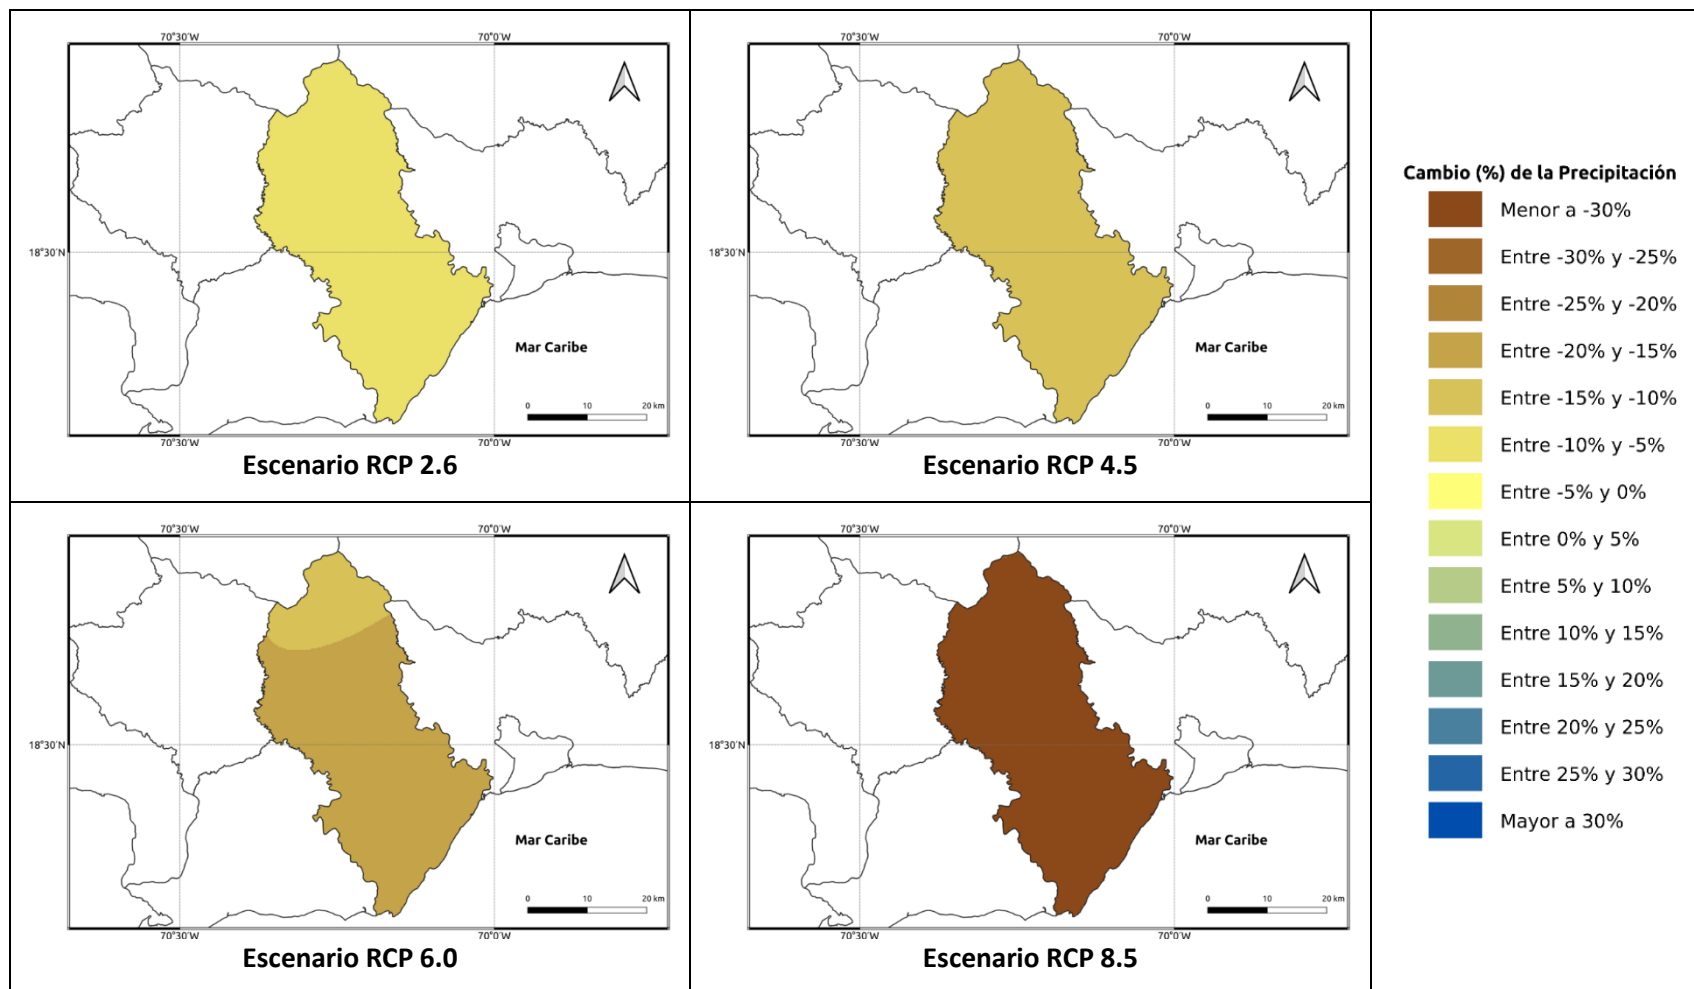 70°30'W 70°0'W
18°30'N
Mar Caribe
0 10 20 km
70°30'W 70°0'W
Escenario RCP 2.6
70°30'W 70°0'W
18°30'N
Mar Caribe
0 10 20 km
70°30'W 70°0'W
Escenario RCP 4.5
70°30'W 70°0'W
18°30'N
Mar Caribe
0 10 20 km
70°30'W 70°0'W
Escenario RCP 6.0
70°30'W 70°0'W
18°30'N
Mar Caribe
0 10 20 km
70°30'W 70°0'W
Escenario RCP 8.5
Cambio (%) de la Precipitación
Menor a -30%
Entre -30% y -25%
Entre -25% y -20%
Entre -20% y -15%
Entre -15% y -10%
Entre -10% y -5%
Entre -5% y 0%
Entre 0% y 5%
Entre 5% y 10%
Entre 10% y 15%
Entre 15% y 20%
Entre 20% y 25%
Entre 25% y 30%
Mayor a 30%